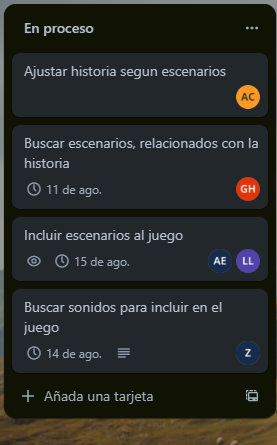 En proceso
Ajustar historia segun escenarios
AC
Buscar escenarios, relacionados con la
historia
11 de ago.
GH
Incluir escenarios al juego
15 de ago.
AE
LL
Buscar sonidos para incluir en el
juego
14 de ago.
Z
Añada una tarjeta